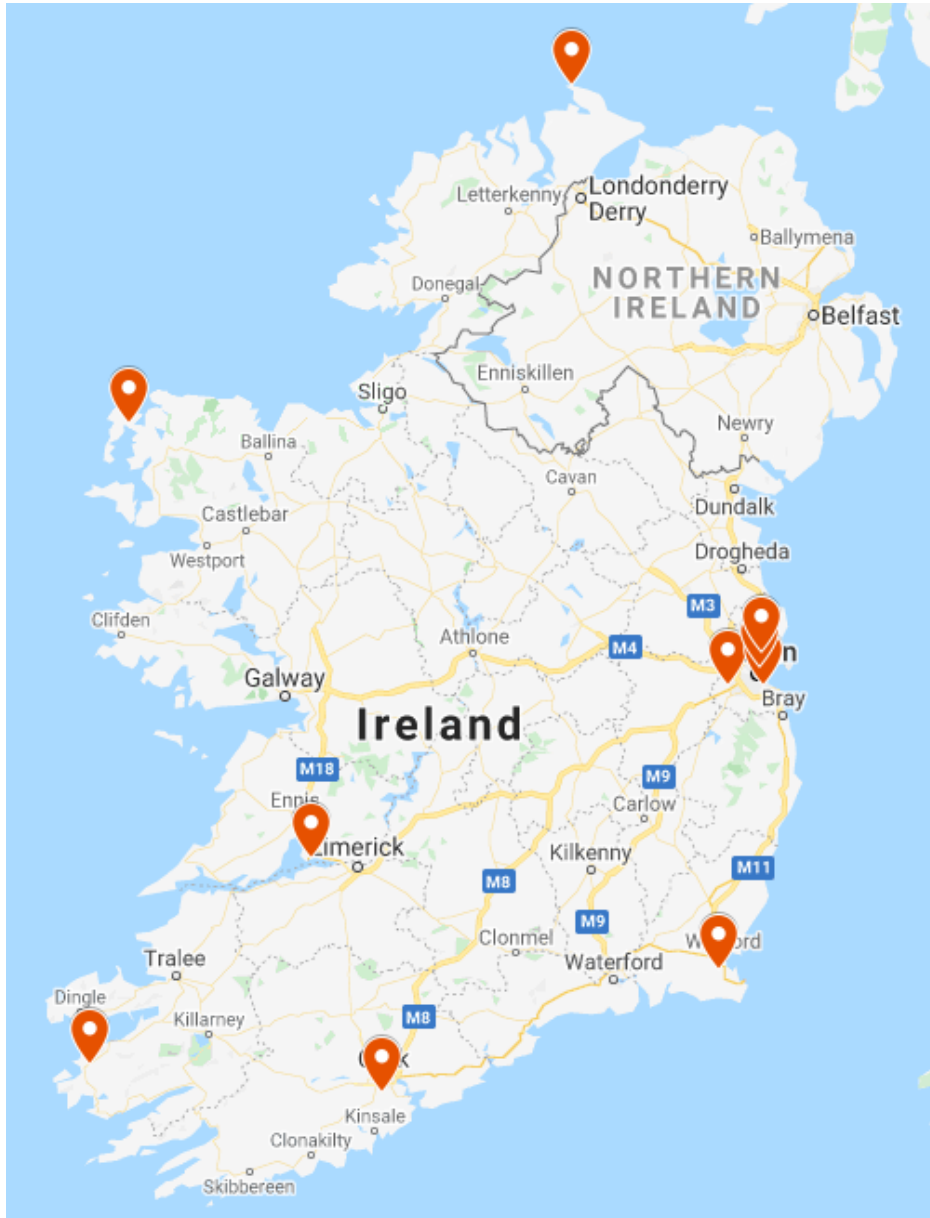 Londonderry
Derry
Letterkenny
Ballymena
Donegal
NORTHERN
IRELAND
Belfast
Enniskillen
Sligo
Newry
Ballina
Cavan
Dundalk
Castlebar
Westport
Drogheda
M3
Clifden
Athlone
M4
n
Galway
Bray
Ireland
M18
M9
Ennis
Carlow
imerick
Kilkenny
M11
M8
M9
Clonmel
W ford
Tralee
Waterford
Dingle
Killarney
M8
C k
Kinsale
Clonakilty
Skibbereen